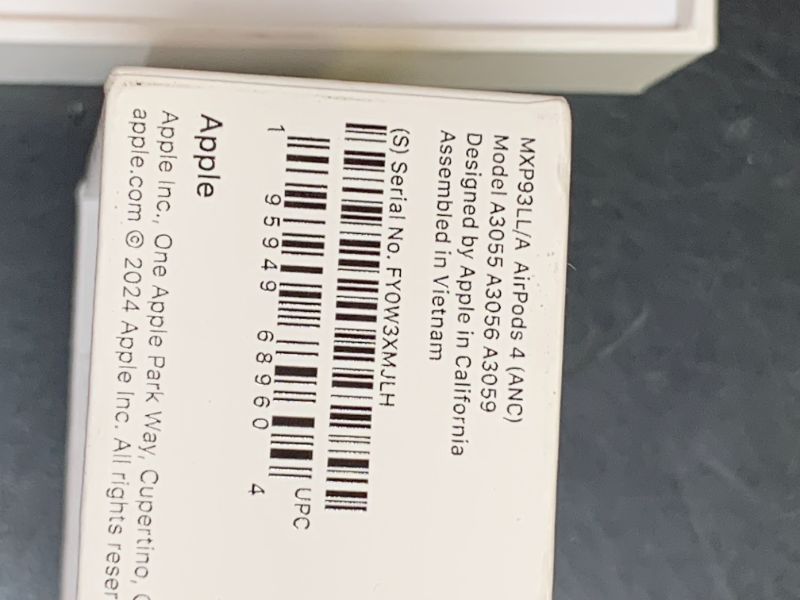 MXP93LL/A AirPods 4 (ANC)
Model A3055 A3056 A3059
Designed by Apple in California
Assembled in Vietnam
(S) Serial No. FY0W3XMJLH
UPC
1 95949 68960 4
Apple
Apple Inc., One Apple Park Way, Cupertino,
apple.com © 2024 Apple Inc. All rights